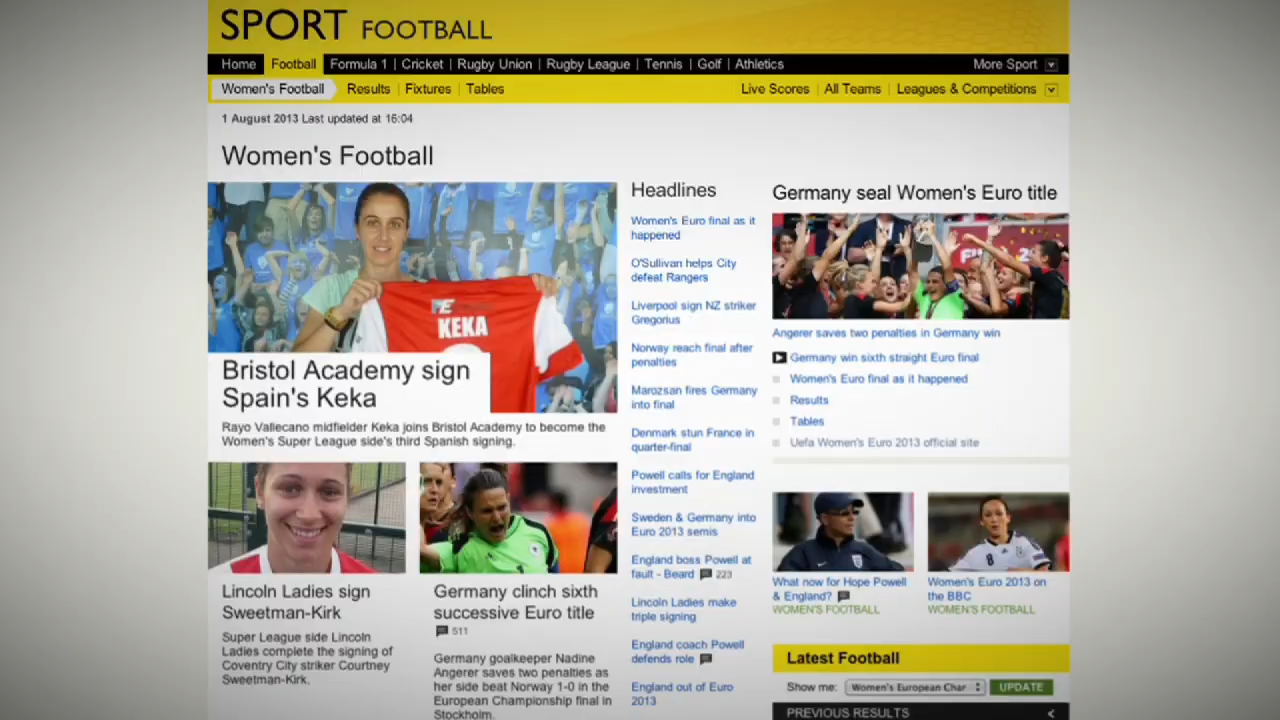 SPORT FOOTBALL
Home Football Formula 1 Cricket Rugby Union Rugby League Tennis Golf Athletics More Sport
Women's Football Results Fixtures Tables Live Scores All Teams Leagues & Competitions
1 August 2013 Last updated at 16:04
Women's Football
KEKA
Bristol Academy sign
Spain's Keka
Rayo Vallecano midfielder Keka joins Bristol Academy to become the
Women's Super League side's third Spanish signing.
Lincoln Ladies sign
Sweetman-Kirk
Super League side Lincoln
Ladies complete the signing of
Coventry City striker Courtney
Sweetman-Kirk.
Germany clinch sixth
successive Euro title
511
Germany goalkeeper Nadine
Angerer saves two penalties as
her side beat Norway 1-0 in the
European Championship final in
Stockholm.
Headlines
Women's Euro final as it
happened
O'Sullivan helps City
defeat Rangers
Liverpool sign NZ striker
Gregorius
Norway reach final after
penalties
Marozsan fires Germany
into final
Denmark stun France in
quarter-final
Powell calls for England
investment
Sweden & Germany into
Euro 2013 semis
England boss Powell at
fault - Beard 223
Lincoln Ladies make
triple signing
England coach Powell
defends role
England out of Euro
2013
Germany seal Women's Euro title
Angerer saves two penalties in Germany win
Germany win sixth straight Euro final
Women's Euro final as it happened
Results
Tables
Uefa Women's Euro 2013 official site
8
What now for Hope Powell
& England?
WOMEN'S FOOTBALL
Women's Euro 2013 on
the BBC
WOMEN'S FOOTBALL
Latest Football
Show me: Women's European Char UPDATE
PREVIOUS RESULTS